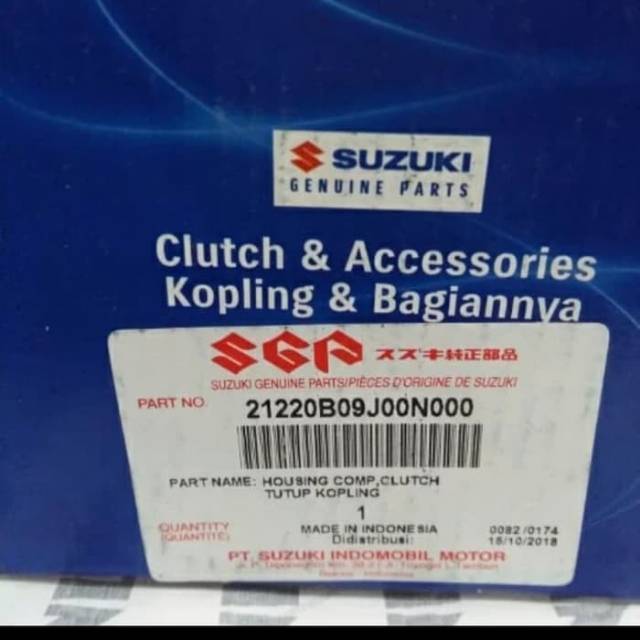 SUZUKI
GENUINE PARTS
Clutch & Accessories
Kopling & Bagiannya
SGP スズキ純正部品
SUZUKI GENUINE PARTS/PIÈCES D'ORIGINE DE SUZUKI
PART NO. 21220B09J00N000
PART NAME: HOUSING COMP,CLUTCH
TUTUP KOPLING
1
QUANTITY
(QUANTITÉ)
MADE IN INDONESIA 0082 /0174
Didistribusi: 15/10/2018
PT. SUZUKI INDOMOBIL MOTOR